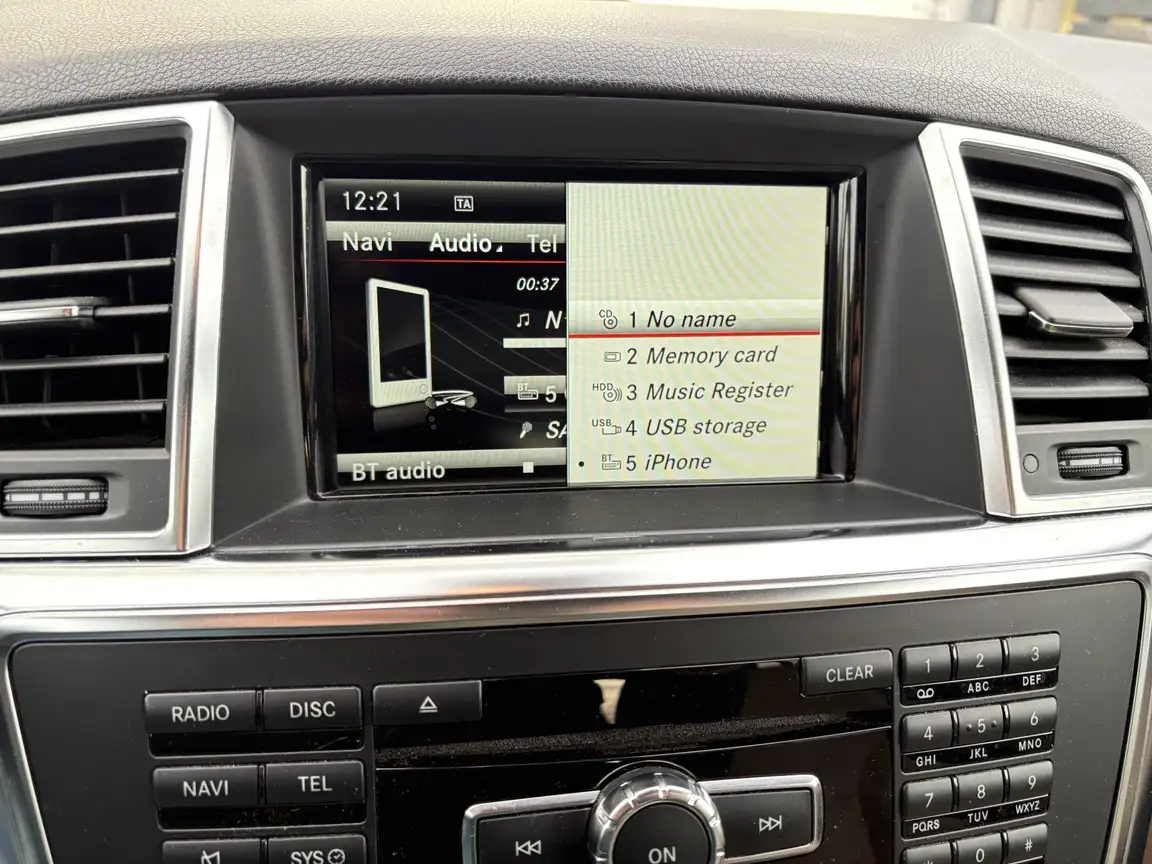 12:21 TA
Navi Audio Tel
00:37
CD 1 No name
2 Memory card
BT 5
HDD 3 Music Register
USB 4 USB storage
BT 5 iPhone
BT audio
RADIO DISC
CLEAR
NAVI TEL
SYS
ON
1 2 3
ABC DEF
4 5 6
GHI JKL MNO
7 8 9
PQRS TUV WXYZ
0 #